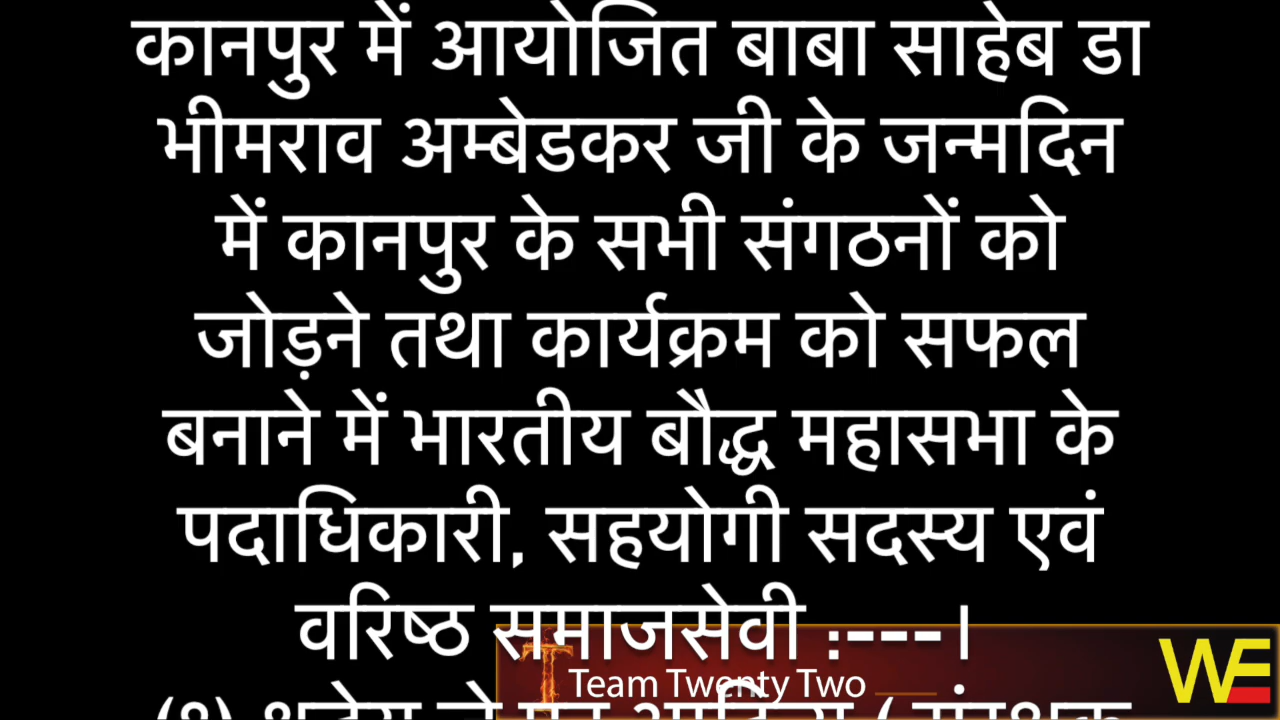 कानपुर में आयोजित बाबा साहेब डा
भीमराव अम्बेडकर जी के जन्मदिन
में कानपुर के सभी संगठनों को
जोड़ने तथा कार्यक्रम को सफल
बनाने में भारतीय बौद्ध महासभा के
पदाधिकारी, सहयोगी सदस्य एवं
वरिष्ठ समाजसेवी :---।
Team Twenty Two
WE